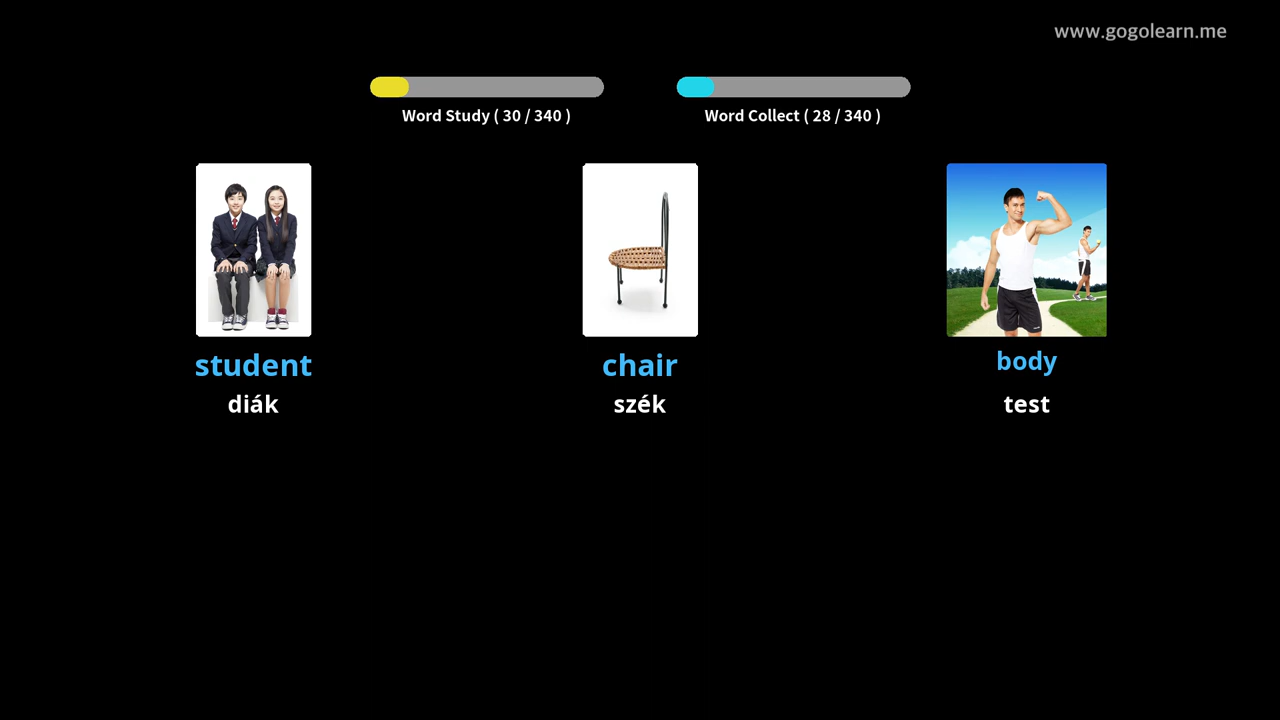 www.gogolearn.me
Word Study ( 30 / 340 )
Word Collect ( 28 / 340 )
student
diák
chair
szék
body
test